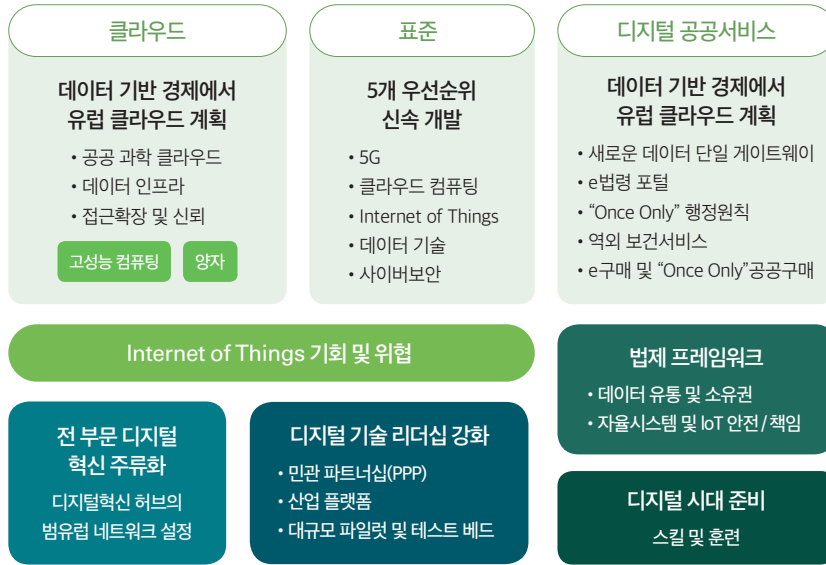 클라우드
데이터 기반 경제에서
유럽 클라우드 계획
• 공공 과학 클라우드
• 데이터 인프라
• 접근확장 및 신뢰
고성능 컴퓨팅
양자
표준
5개 우선순위
신속 개발
• 5G
• 클라우드 컴퓨팅
• Internet of Things
• 데이터 기술
• 사이버보안
디지털 공공서비스
데이터 기반 경제에서
유럽 클라우드 계획
• 새로운 데이터 단일 게이트웨이
• e법령 포털
• “Once Only” 행정원칙
• 역외 보건서비스
• e구매 및 “Once Only”공공구매
Internet of Things 기회 및 위협
전 부문 디지털
혁신 주류화
디지털혁신 허브의
범유럽 네트워크 설정
디지털 기술 리더십 강화
• 민관 파트너십(PPP)
• 산업 플랫폼
• 대규모 파일럿 및 테스트 베드
법제 프레임워크
• 데이터 유통 및 소유권
• 자율시스템 및 IoT 안전 / 책임
디지털 시대 준비
스킬 및 훈련